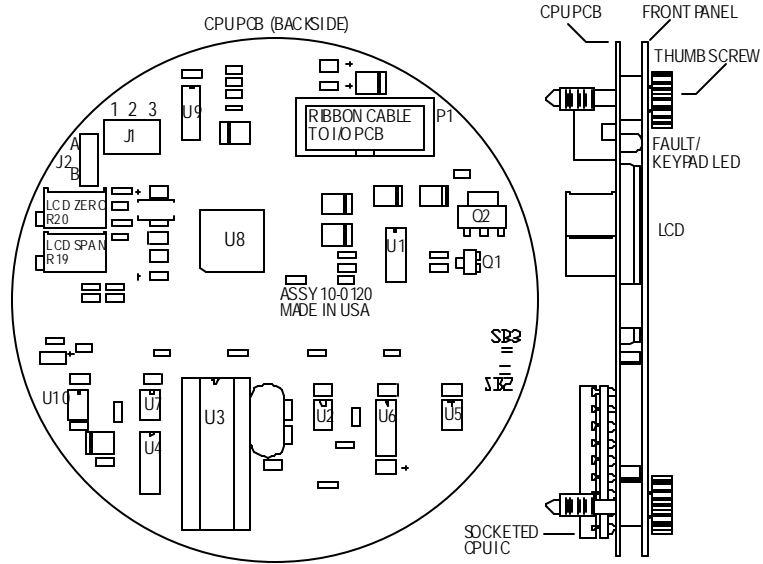 CPU PCB (BACKSIDE)
CPU PCB
FRONT PANEL
THUMB SCREW
U9
1 2 3
J1
RIBBON CABLE
TO I/O PCB
P1
A
J2
B
FAULT/
KEYPAD LED
LCD ZERO
R20
LCD SPAN
R19
U8
U1
Q2
LCD
Q1
ASSY 10-0120
MADE IN USA
U10
U7
U3
U2
U6
U5
U4
SOCKETED
CPU IC